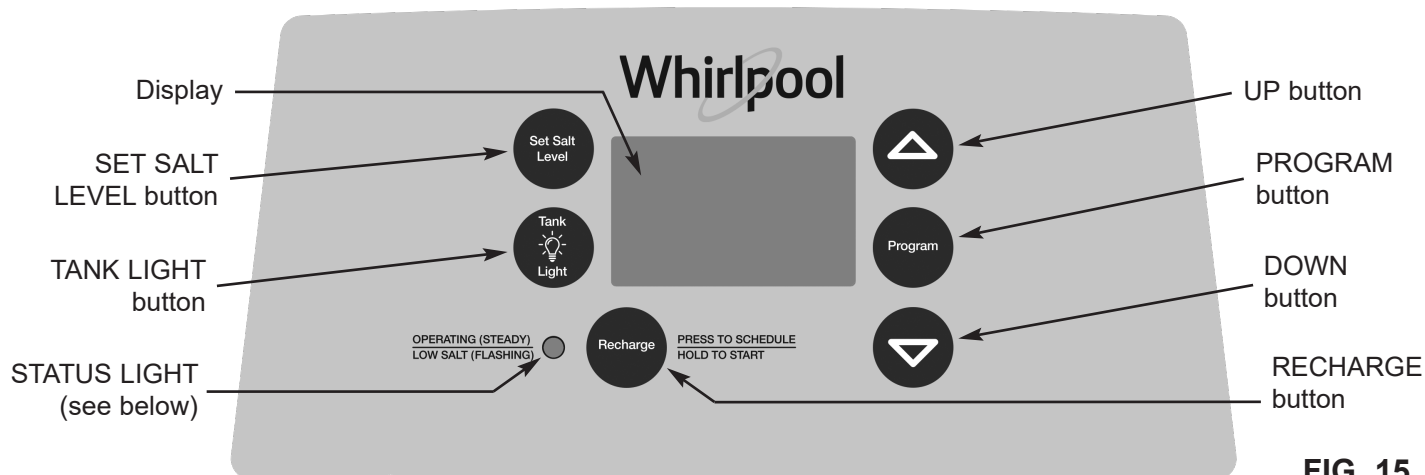 Whirlpool
Display
UP button
Set Salt
Level
SET SALT
LEVEL button
PROGRAM
button
Tank
Light
Program
TANK LIGHT
button
DOWN
button
OPERATING (STEADY)
LOW SALT (FLASHING)
Recharge
PRESS TO SCHEDULE
HOLD TO START
STATUS LIGHT
(see below)
RECHARGE
button
FIG. 15